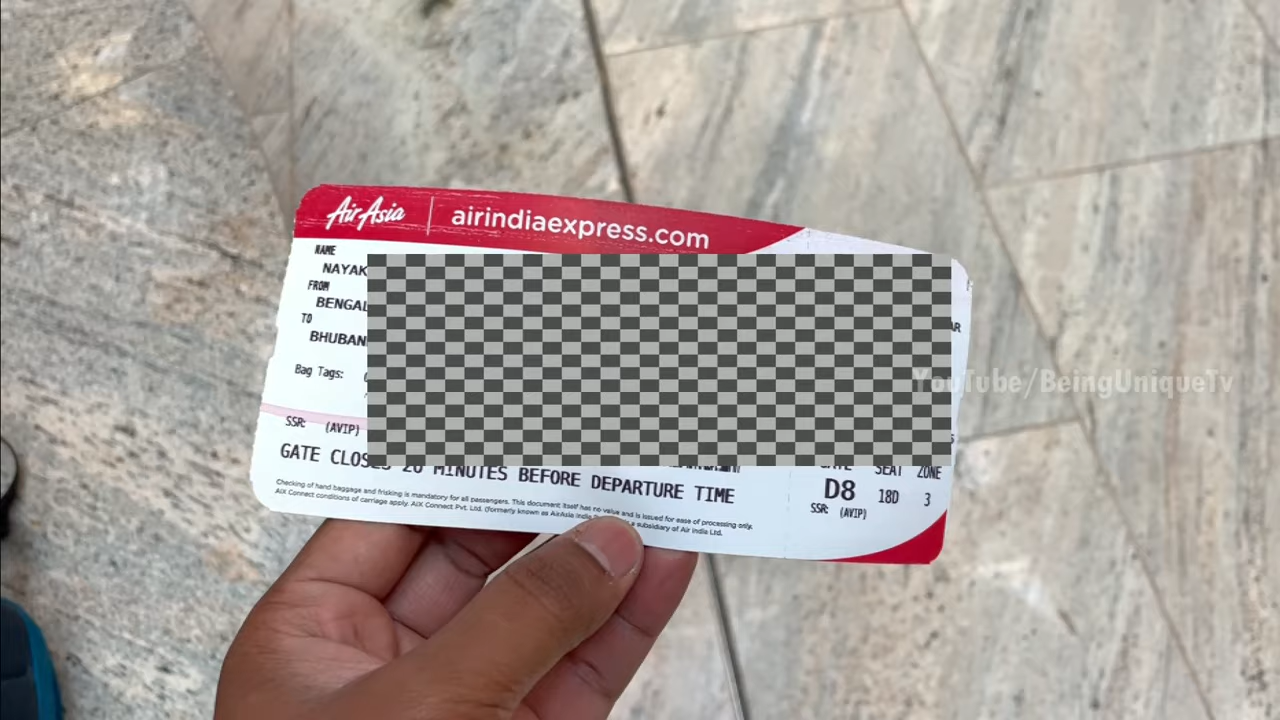 AirAsia airindiaexpress.com
NAME
NAYAK
FROM
TO
Bag Tags:
SSR: (AVIP)
GATE CLOSES 20 MINUTES BEFORE DEPARTURE TIME
Checking of hand baggage and frisking is mandatory for all passengers. This document itself has no value and is issued for ease of processing only.
AIX Connect conditions of carriage apply. AIX Connect Pvt. Ltd. (formerly known as AirAsia India a subsidiary of Air India Ltd.
SEAT ZONE
D8 18D 3
SSR: (AVIP)
YouTube/BeingUniqueTv